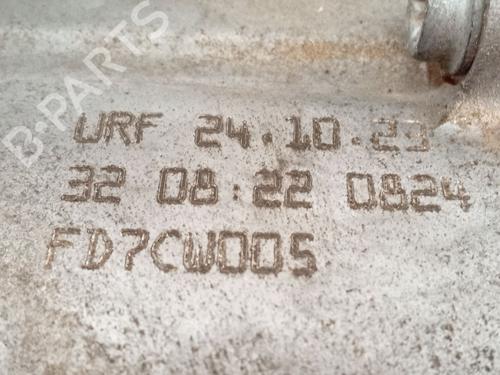 B-PARTS
URF 24.10.23
32 08:22 0824
FD7CW005